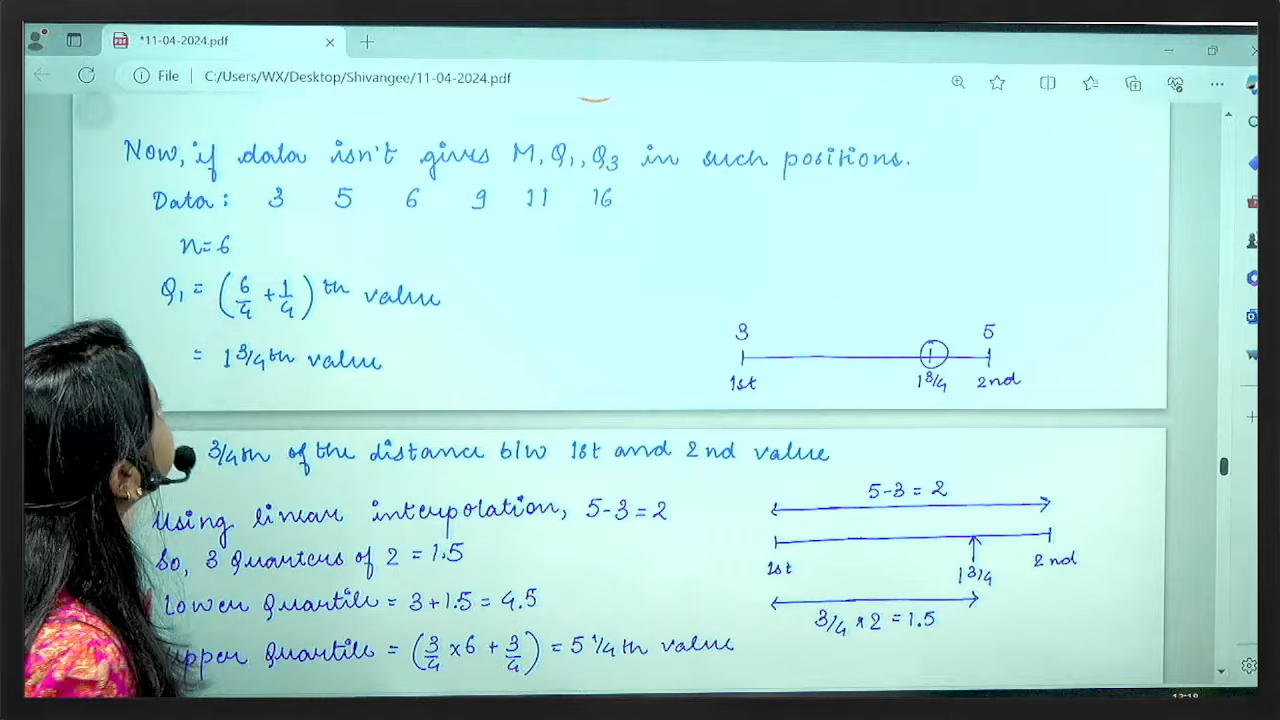 *11-04-2024.pdf
File C:/Users/WX/Desktop/Shivangee/11-04-2024.pdf
Now, if data isn't gives M, Q₁, Q₃ in such positions.
Data: 3 5 6 9 11 16
n=6
Q₁ = (6/4 + 1/4)th value
= 1 3/4th value
3 5
1st 1 3/4 2nd
3/4th of the distance b/w 1st and 2nd value
Using linear interpolation, 5-3=2
So, 3 Quarters of 2 = 1.5
Lower Quartile = 3+1.5 = 4.5
upper Quartile = (3/4 x 6 + 3/4) = 5 1/4th value
5-3 = 2
1st 1 3/4 2nd
3/4 x 2 = 1.5